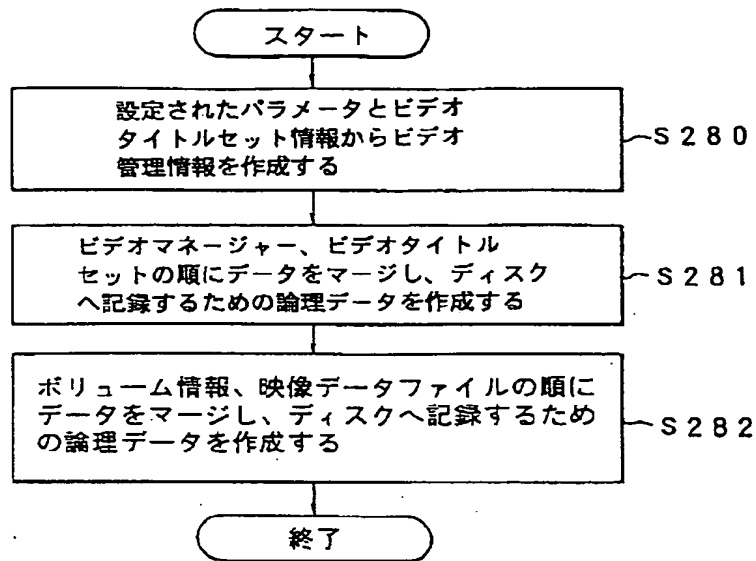 スタート
設定されたパラメータとビデオ
タイトルセット情報からビデオ
管理情報を作成する
S280
ビデオマネージャー、ビデオタイトル
セットの順にデータをマージし、ディスク
へ記録するための論理データを作成する
S281
ボリューム情報、映像データファイルの順に
データをマージし、ディスクへ記録するため
の論理データを作成する
S282
終了